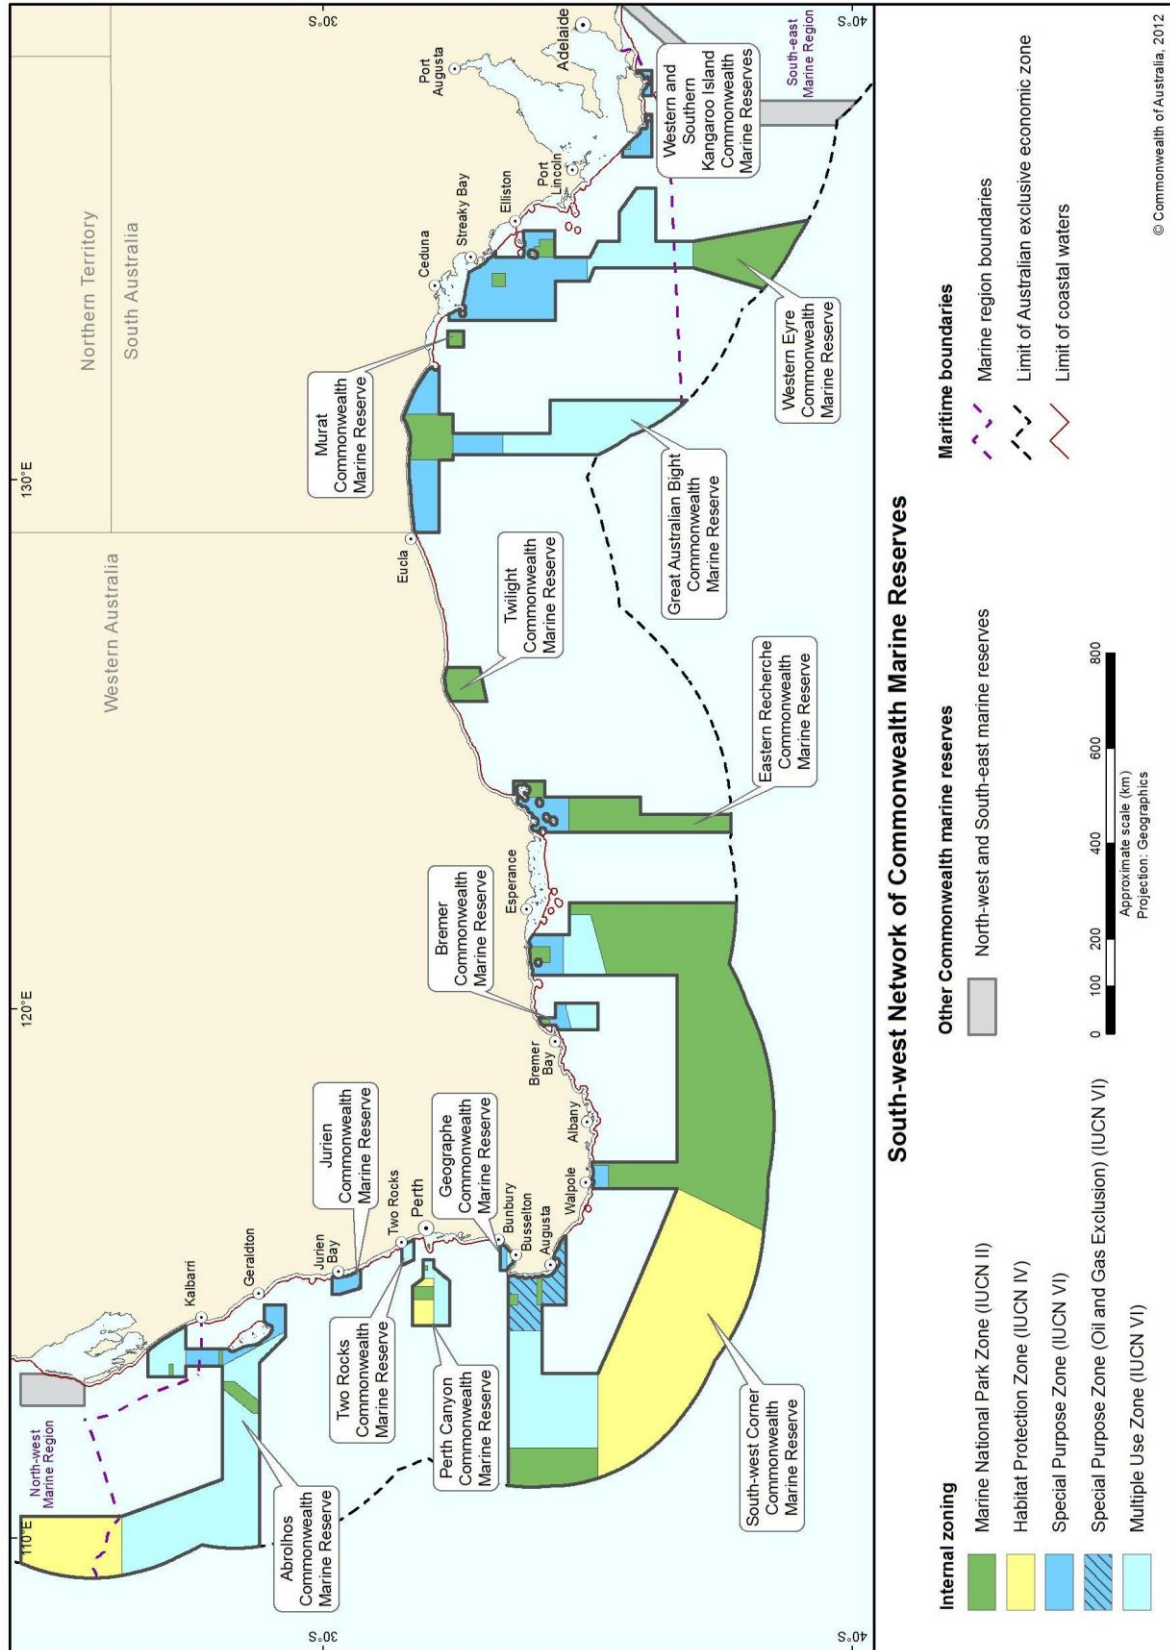 30°S
40°S
130°E
120°E
110°E
30°S
40°S
Northern Territory
South Australia
Western Australia
Port
Augusta
Adelaide
Port
Lincoln
Elliston
Streaky Bay
Ceduna
Eucla
Esperance
Bremer
Bay
Albany
Walpole
Augusta
Busselton
Bunbury
Perth
Two Rocks
Jurien
Bay
Geraldton
Kalbarri
North-west
Marine Region
South-east
Marine Region
Abrolhos
Commonwealth
Marine Reserve
Jurien
Commonwealth
Marine Reserve
Two Rocks
Commonwealth
Marine Reserve
Perth Canyon
Commonwealth
Marine Reserve
Geographe
Commonwealth
Marine Reserve
South-west Corner
Commonwealth
Marine Reserve
Bremer
Commonwealth
Marine Reserve
Eastern Recherche
Commonwealth
Marine Reserve
Twilight
Commonwealth
Marine Reserve
Great Australian Bight
Commonwealth
Marine Reserve
Murat
Commonwealth
Marine Reserve
Western Eyre
Commonwealth
Marine Reserve
Western and
Southern
Kangaroo Island
Commonwealth
Marine Reserves
South-west Network of Commonwealth Marine Reserves
Internal zoning
Marine National Park Zone (IUCN II)
Habitat Protection Zone (IUCN IV)
Special Purpose Zone (IUCN VI)
Special Purpose Zone (Oil and Gas Exclusion) (IUCN VI)
Multiple Use Zone (IUCN VI)
Other Commonwealth marine reserves
North-west and South-east marine reserves
0 100 200 400 600 800
Approximate scale (km)
Projection: Geographics
Maritime boundaries
Marine region boundaries
Limit of Australian exclusive economic zone
Limit of coastal waters
© Commonwealth of Australia, 2012